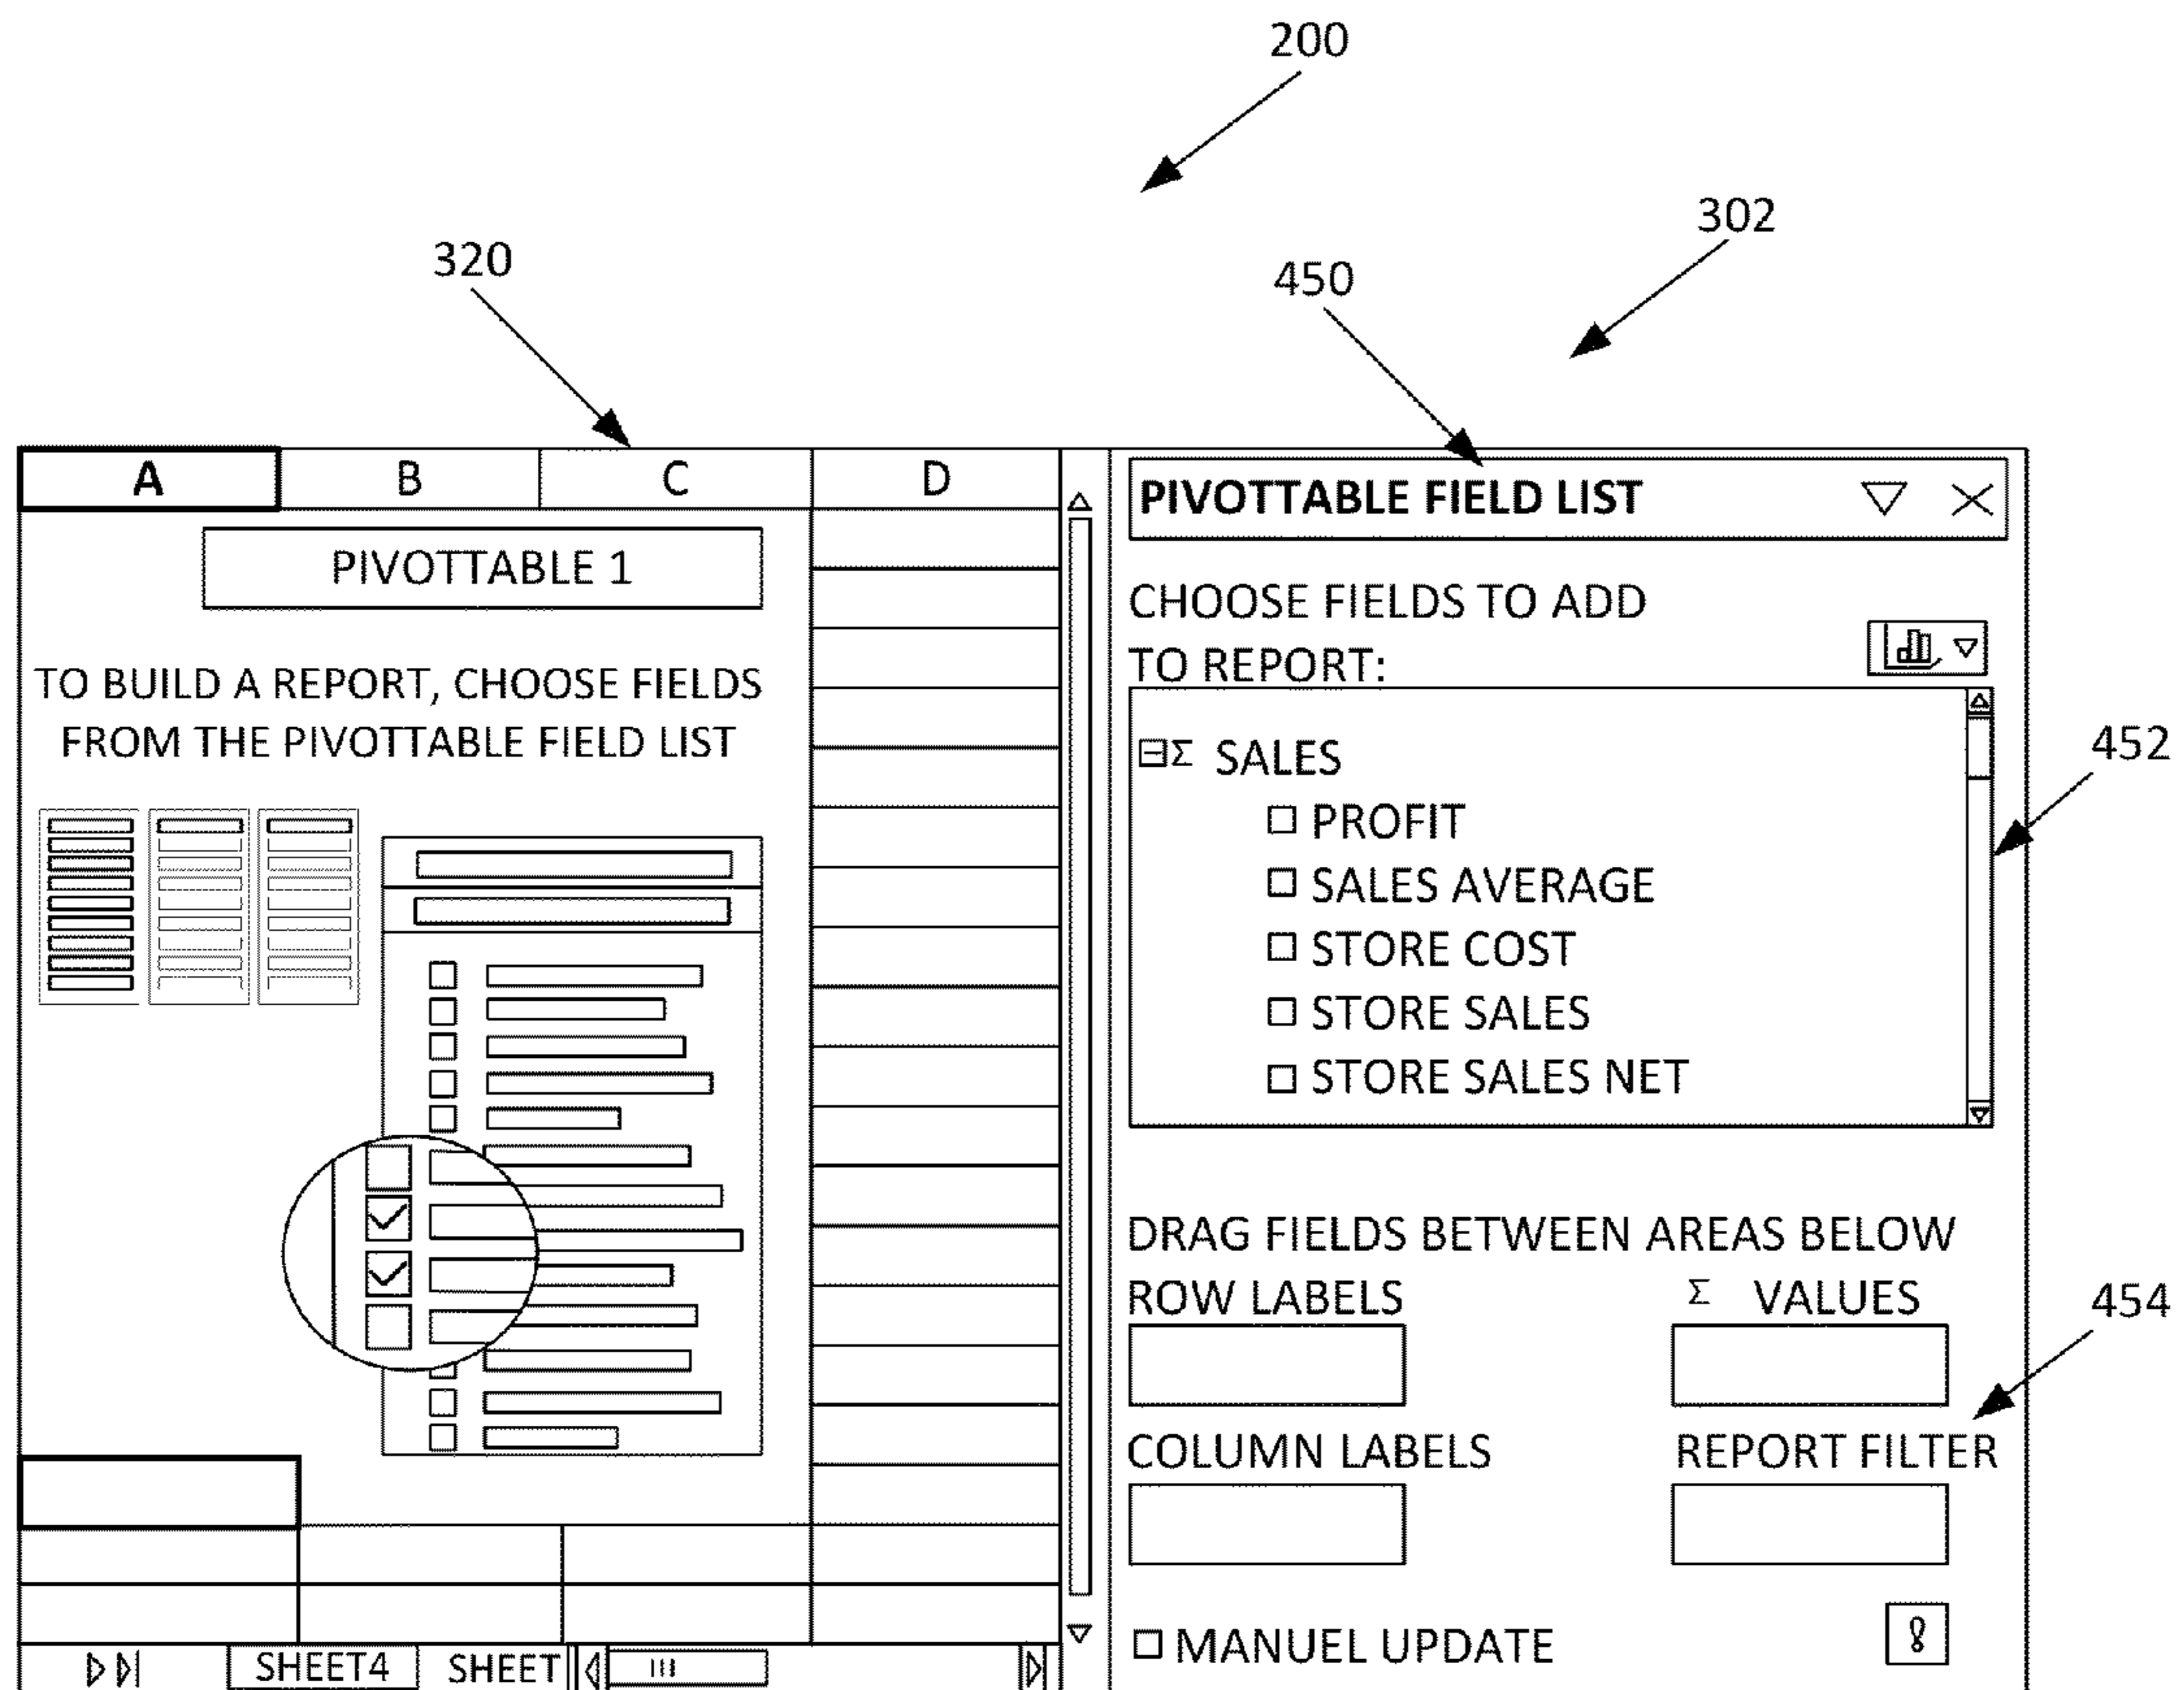 200
302
320
450
A B C D
PIVOTTABLE 1
TO BUILD A REPORT, CHOOSE FIELDS
FROM THE PIVOTTABLE FIELD LIST
SHEET4 SHEET
PIVOTTABLE FIELD LIST
CHOOSE FIELDS TO ADD
TO REPORT:
452
Σ SALES
PROFIT
SALES AVERAGE
STORE COST
STORE SALES
STORE SALES NET
DRAG FIELDS BETWEEN AREAS BELOW
ROW LABELS Σ VALUES
454
COLUMN LABELS REPORT FILTER
MANUEL UPDATE